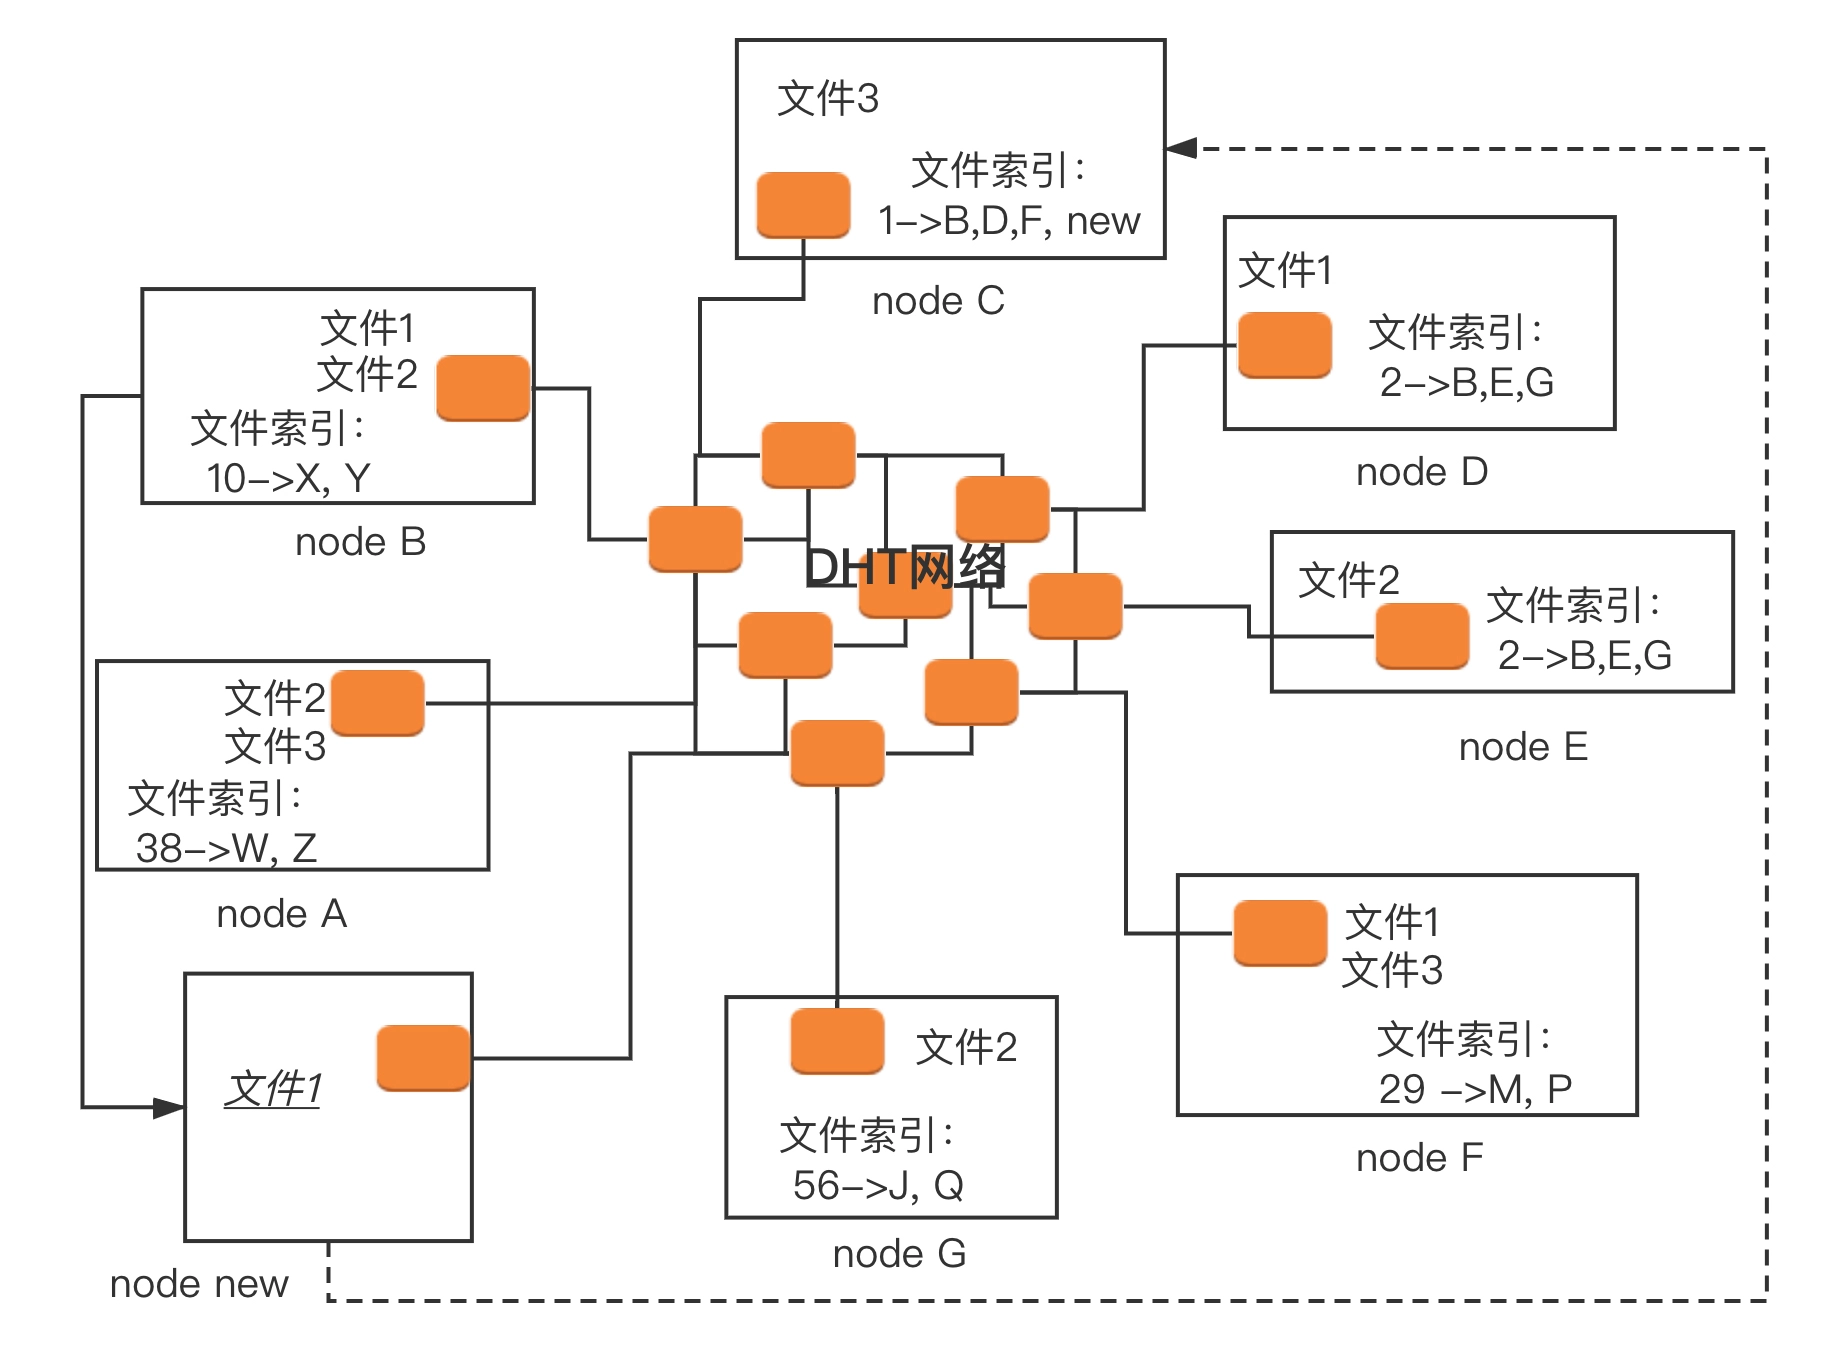 文件3
文件索引：
1->B,D,F, new
node C
文件1
文件索引：
2->B,E,G
node D
文件1
文件2
文件索引：
10->X, Y
node B
DHT网络
文件2
文件索引：
2->B,E,G
node E
文件2
文件3
文件索引：
38->W, Z
node A
文件1
文件3
文件索引：
29 ->M, P
node F
文件1
node new
文件2
文件索引：
56->J, Q
node G